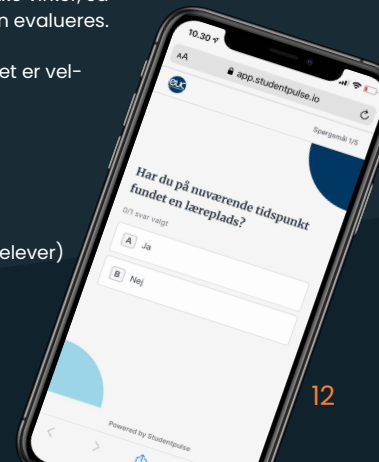 n evalueres.
et er vel-
elever)
10.30
AA app.studentpulse.io
euc
Spørgsmål 1/5
Har du på nuværende tidspunkt
fundet en læreplads?
0/1 svar valgt
A Ja
B Nej
Powered by Studentpulse
12